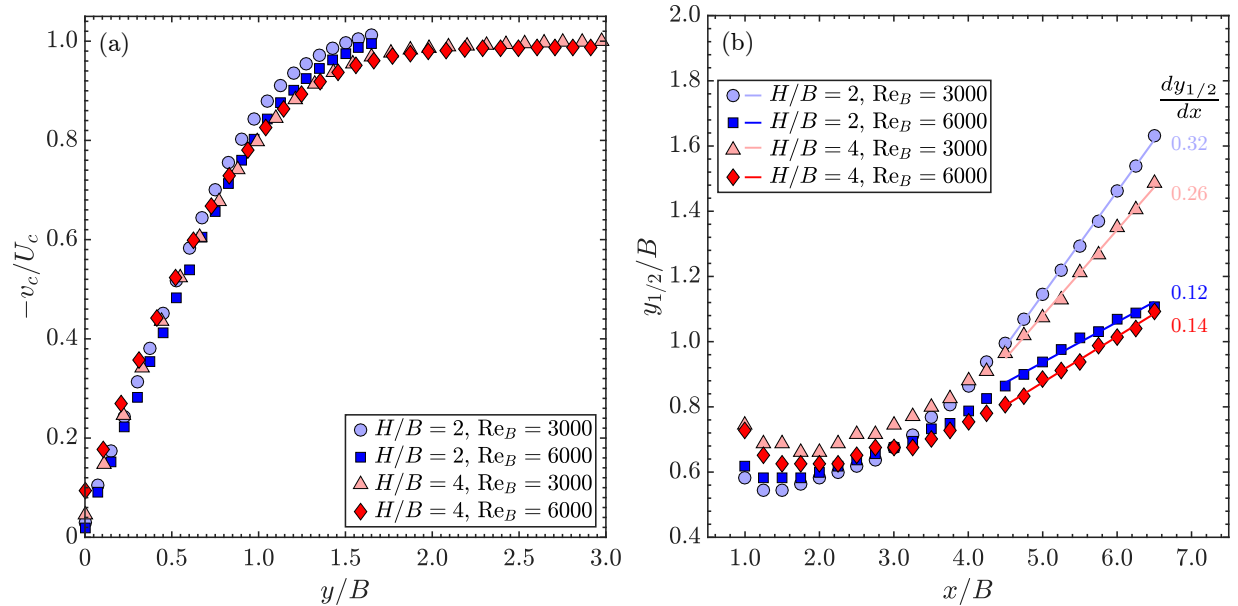 (a)
1.0
0.8
0.6
0.4
0.2
0
−v_c/U_c
H/B = 2, Re_B = 3000
H/B = 2, Re_B = 6000
H/B = 4, Re_B = 3000
H/B = 4, Re_B = 6000
0 0.5 1.0 1.5 2.0 2.5 3.0
y/B
(b)
2.0
1.8
1.6
1.4
1.2
1.0
0.8
0.6
0.4
y_{1/2}/B
H/B = 2, Re_B = 3000
H/B = 2, Re_B = 6000
H/B = 4, Re_B = 3000
H/B = 4, Re_B = 6000
dy_{1/2}
dx
0.32
0.26
0.12
0.14
1.0 2.0 3.0 4.0 5.0 6.0 7.0
x/B